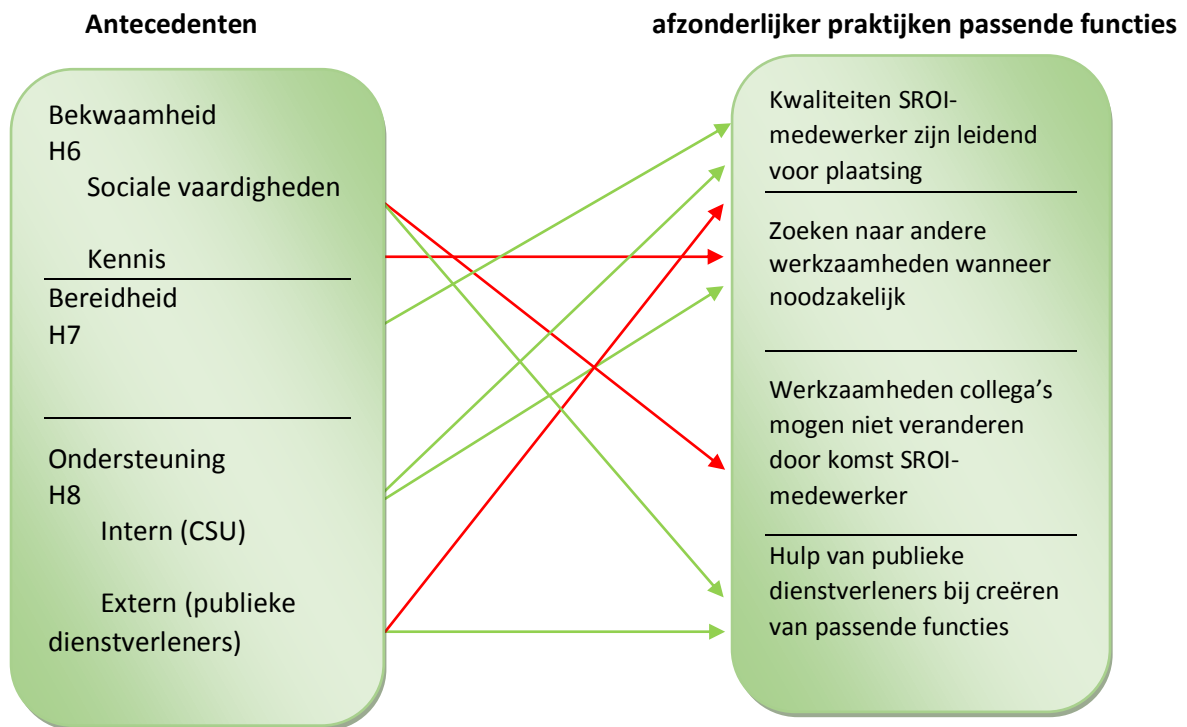 Antecedenten
afzonderlijker praktijken passende functies
Bekwaamheid
H6
Sociale vaardigheden
Kennis
Bereidheid
H7
Ondersteuning
H8
Intern (CSU)
Extern (publieke
dienstverleners)
Kwaliteiten SROI-
medewerker zijn leidend
voor plaatsing
Zoeken naar andere
werkzaamheden wanneer
noodzakelijk
Werkzaamheden collega’s
mogen niet veranderen
door komst SROI-
medewerker
Hulp van publieke
dienstverleners bij creëren
van passende functies